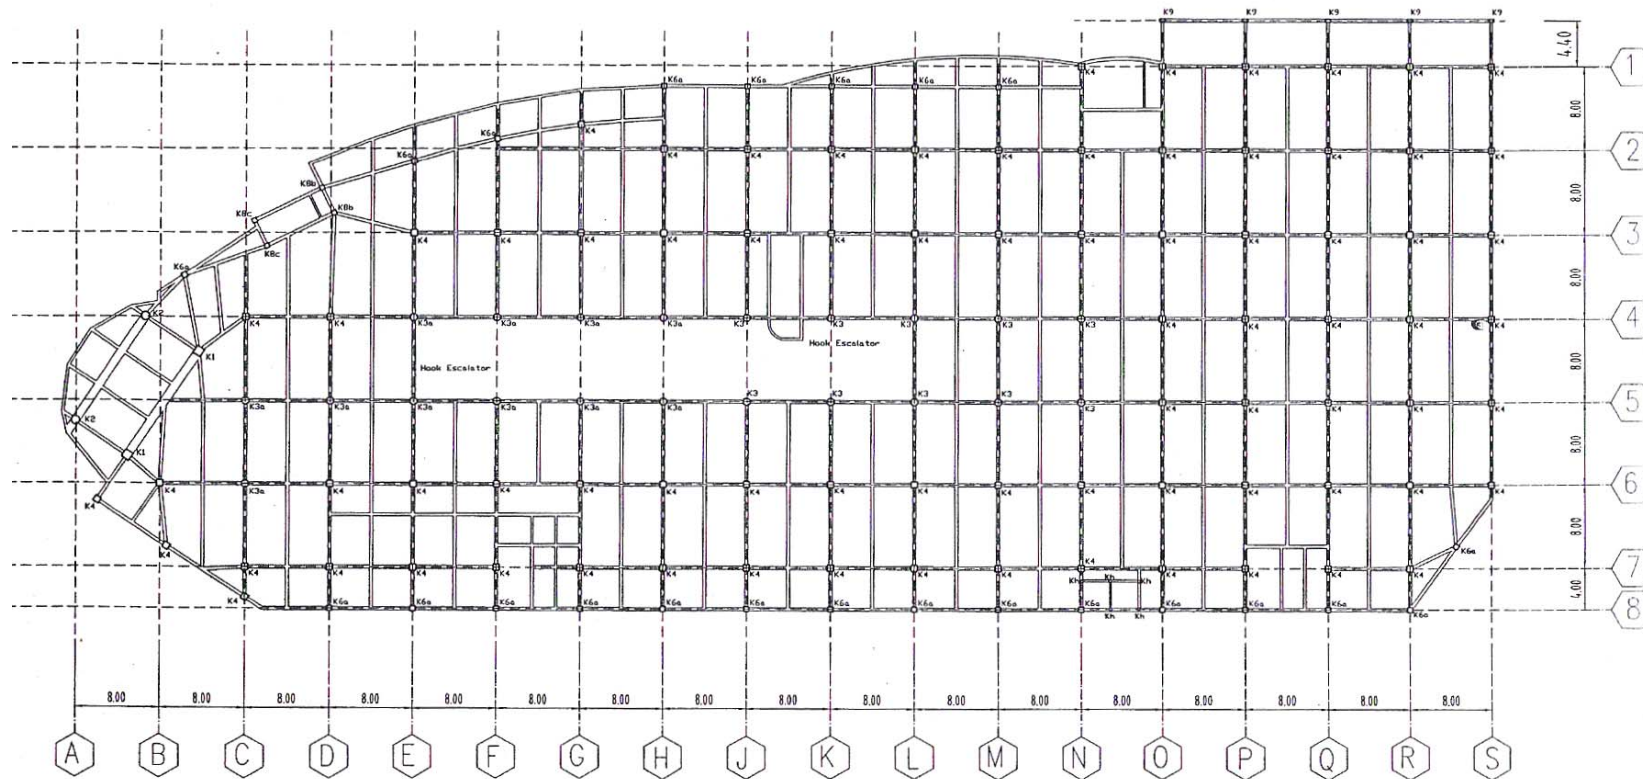 K9 K9 K9 K9 K9
4.40
1
K6a K6a K6a K6a K6a K4 K4 K4 K4 K4 K4
8.00
K6a K4
K6a K4 K4 K4 K4 K4 K4 K4 K4 K4 K4 K4
2
K8b
K8b
8.00
K8c
K8c K4 K4 K4 K4 K4 K4 K4 K4 K4 K4 K4 K4 K4 K4
3
K6a
8.00
K2 K4 K4 K3a K3a K3a K3a K3 K3 K3 K3 K3 K4 K4 K4 K4 K4
4
Hook Escalator
K1
Hook Escalator
8.00
K2 K3a K3a K3a K3a K3a K3a K3 K3 K3 K3 K3 K4 K4 K4 K4 K4
5
K1
8.00
K4 K4 K3a K4 K4 K4 K4 K4 K4 K4 K4 K4 K4 K4 K4 K4 K4 K4
6
K4
K6a
8.00
K4 K4 K4 K4 K4 K4 K4 K4 K4 K4 K4 K4 K4 K4 K4
7
Kh Kh Kh
4.00
K4 K6a K6a K6a K6a K6a K6a K6a K6a K6a Kh Kh K6a K6a K6a K6a
8
8.00 8.00 8.00 8.00 8.00 8.00 8.00 8.00 8.00 8.00 8.00 8.00 8.00 8.00 8.00 8.00 8.00
A B C D E F G H J K L M N O P Q R S